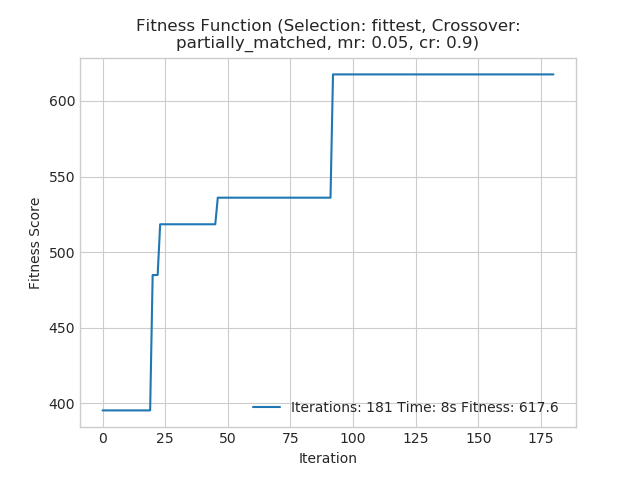 Fitness Function (Selection: fittest, Crossover:
partially_matched, mr: 0.05, cr: 0.9)
Fitness Score
600
550
500
450
400
Iterations: 181 Time: 8s Fitness: 617.6
0 25 50 75 100 125 150 175
Iteration